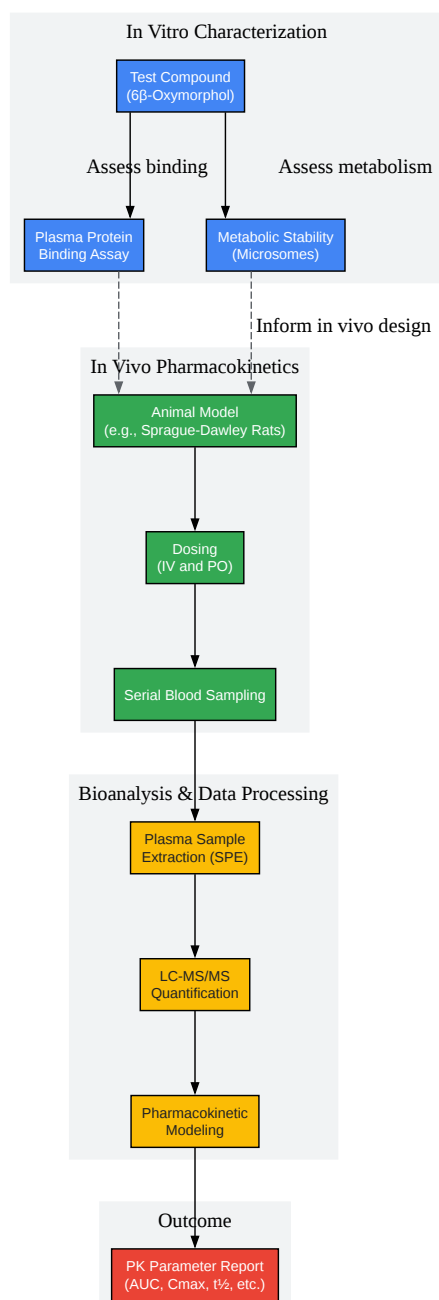 In Vitro Characterization
Test Compound
(6β-Oxymorphol)
Assess binding
Assess metabolism
Plasma Protein
Binding Assay
Metabolic Stability
(Microsomes)
Inform in vivo design
In Vivo Pharmacokinetics
Animal Model
(e.g., Sprague-Dawley Rats)
Dosing
(IV and PO)
Serial Blood Sampling
Bioanalysis & Data Processing
Plasma Sample
Extraction (SPE)
LC-MS/MS
Quantification
Pharmacokinetic
Modeling
Outcome
PK Parameter Report
(AUC, Cmax, t½, etc.)